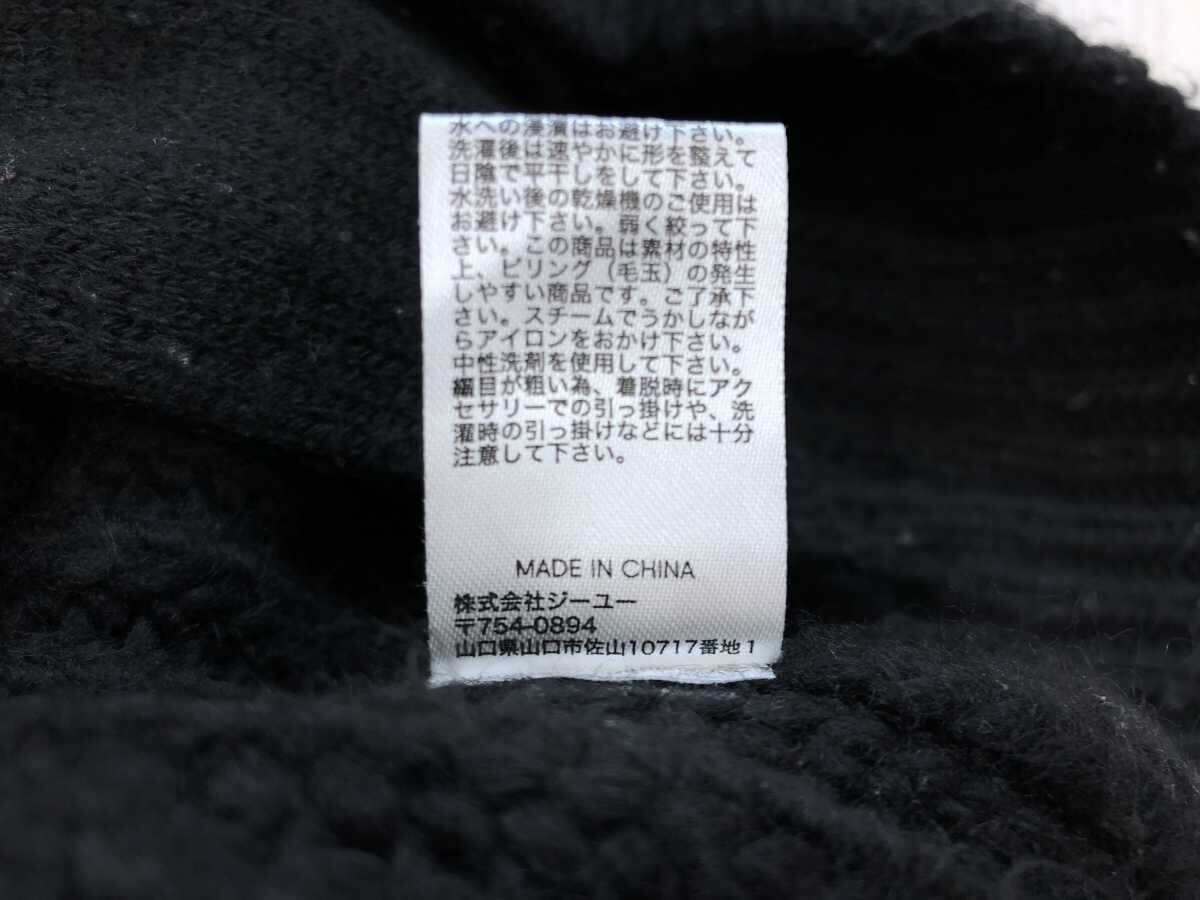 水への浸漬はお避け下さい。
洗濯後は速やかに形を整えて
日陰で平干しをして下さい。
水洗い後の乾燥機のご使用は
お避け下さい。弱く絞って下
さい。この商品は素材の特性
上、ピリング（毛玉）の発生
しやすい商品です。ご了承下
さい。スチームでうかしなが
らアイロンをおかけ下さい。
中性洗剤を使用して下さい。
編目が粗い為、着脱時にアク
セサリーでの引っ掛けや、洗
濯時の引っ掛けなどには十分
注意して下さい。
MADE IN CHINA
株式会社ジーユー
〒754-0894
山口県山口市佐山10717番地1